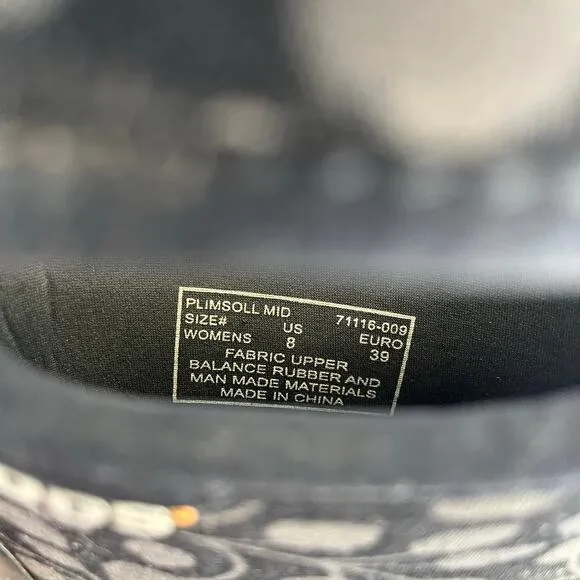 PLIMSOLL MID 71116-009
SIZE# US EURO
WOMENS 8 39
FABRIC UPPER
BALANCE RUBBER AND
MAN MADE MATERIALS
MADE IN CHINA